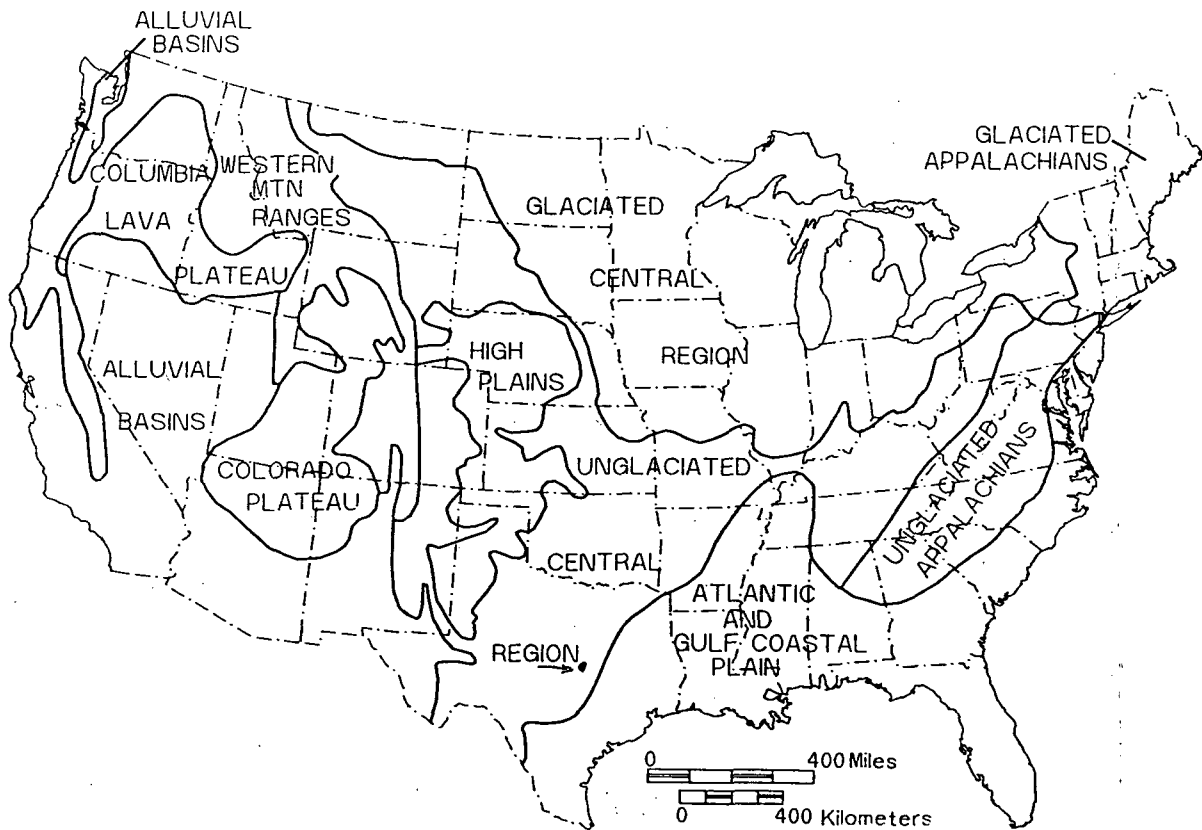 ALLUVIAL
BASINS
GLACIATED
APPALACHIANS
COLUMBIA
LAVA
PLATEAU
WESTERN
MTN
RANGES
GLACIATED
CENTRAL
REGION
HIGH
PLAINS
ALLUVIAL
BASINS
COLORADO
PLATEAU
UNGLACIATED
CENTRAL
REGION
UNGLACIATED
APPALACHIANS
ATLANTIC
AND
GULF COASTAL
PLAIN
0 400 Miles
0 400 Kilometers